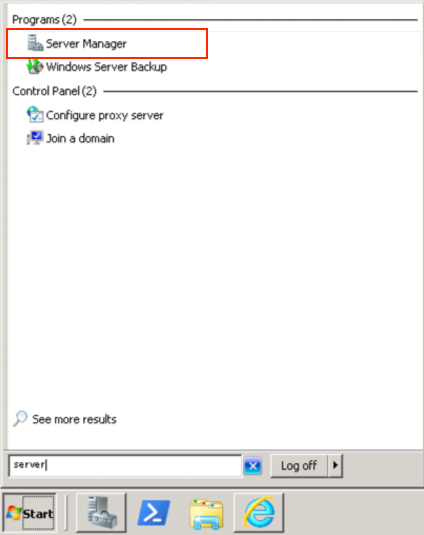 Programs (2)
Server Manager
Windows Server Backup
Control Panel (2)
Configure proxy server
Join a domain
See more results
server
Log off
Start